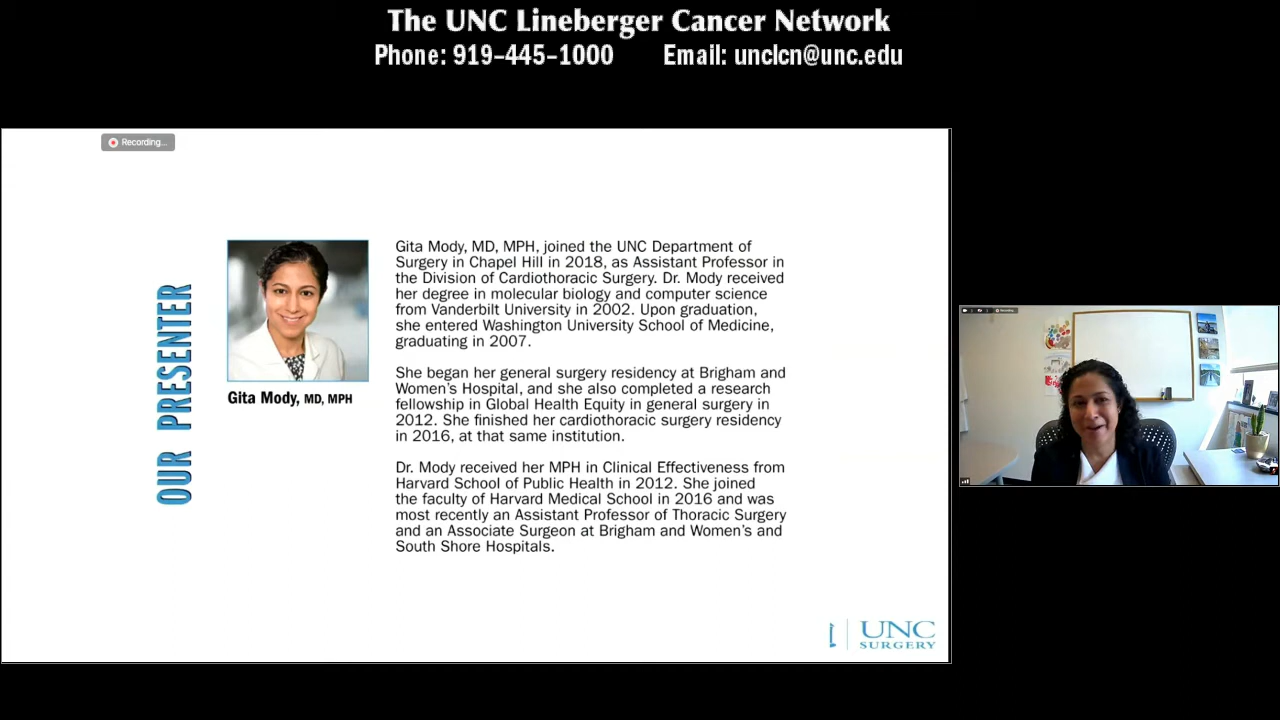 The UNC Lineberger Cancer Network
Phone: 919-445-1000 Email: unclcn@unc.edu
Recording...
OUR PRESENTER
Gita Mody, MD, MPH
Gita Mody, MD, MPH, joined the UNC Department of
Surgery in Chapel Hill in 2018, as Assistant Professor in
the Division of Cardiothoracic Surgery. Dr. Mody received
her degree in molecular biology and computer science
from Vanderbilt University in 2002. Upon graduation,
she entered Washington University School of Medicine,
graduating in 2007.
She began her general surgery residency at Brigham and
Women's Hospital, and she also completed a research
fellowship in Global Health Equity in general surgery in
2012. She finished her cardiothoracic surgery residency
in 2016, at that same institution.
Dr. Mody received her MPH in Clinical Effectiveness from
Harvard School of Public Health in 2012. She joined
the faculty of Harvard Medical School in 2016 and was
most recently an Assistant Professor of Thoracic Surgery
and an Associate Surgeon at Brigham and Women's and
South Shore Hospitals.
UNC
SURGERY
Recording